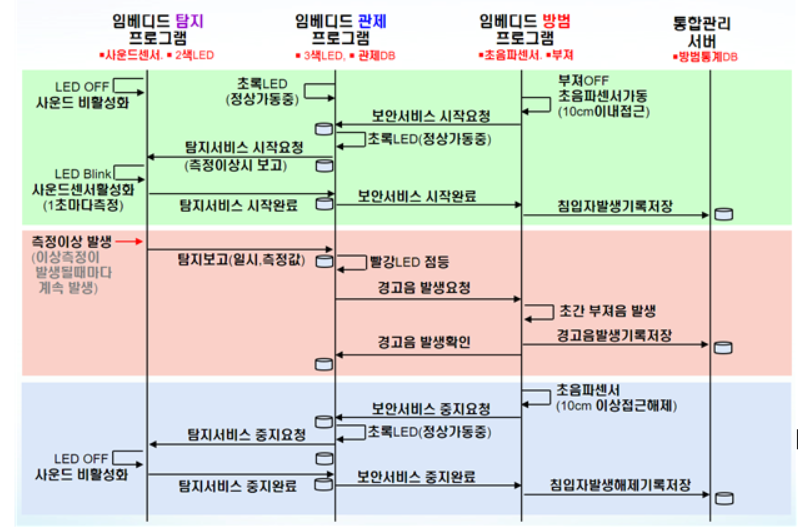 임베디드 탐지
프로그램
▪사운드센서. ▪ 2색LED
임베디드 관제
프로그램
▪ 3색LED, ▪ 관제DB
임베디드 방범
프로그램
▪초음파센서. ▪부져
통합관리
서버
▪방범통계DB
LED OFF
사운드 비활성화
초록LED
(정상가동중)
부져OFF
초음파센서가동
(10cm이내접근)
보안서비스 시작요청
초록LED(정상가동중)
탐지서비스 시작요청
(측정이상시 보고)
LED Blink
사운드센서활성화
(1초마다측정)
탐지서비스 시작완료
보안서비스 시작완료
침입자발생기록저장
측정이상 발생
(이상측정이
발생될때마다
계속 발생)
탐지보고(일시,측정값)
빨강LED 점등
경고음 발생요청
초간 부져음 발생
경고음발생기록저장
경고음 발생확인
초음파센서
(10cm 이상접근해제)
보안서비스 중지요청
초록LED(정상가동중)
탐지서비스 중지요청
LED OFF
사운드 비활성화
탐지서비스 중지완료
보안서비스 중지완료
침입자발생해제기록저장